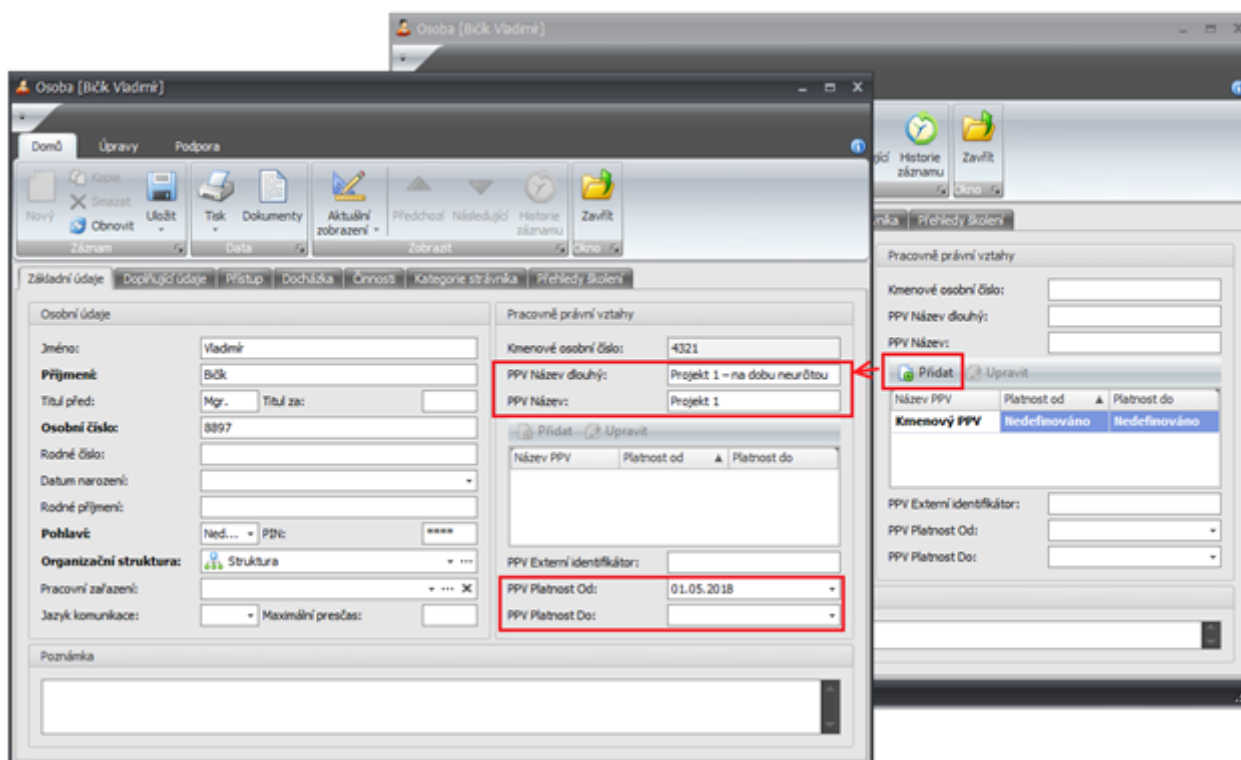 Osoba [Bičík Vladimír]
Osoba [Bičík Vladimír]
Domů Úpravy Podpora
Nový
Kopie
Smazat
Obnovit
Uložit
Záznam
Tisk
Dokumenty
Data
Aktuální zobrazení
Předchozí
Následující
Historie záznamu
Zobrazit
Zavřít
Okno
Základní údaje Doplňující údaje Přístup Docházka Činnosti Kategorie strávníka Přehledy školení
Osobní údaje
Jméno: Vladimír
Příjmení: Bičík
Titul před: Mgr. Titul za:
Osobní číslo: 8897
Rodné číslo:
Datum narození:
Rodné příjmení:
Pohlaví: Ned... PIN: ****
Organizační struktura: Struktura
Pracovní zařazení:
Jazyk komunikace: Maximální presčas:
Pracovně právní vztahy
Kmenové osobní číslo: 4321
PPV Název dlouhý: Projekt 1 – na dobu neurčitou
PPV Název: Projekt 1
Přidat Upravit
Název PPV Platnost od Platnost do
PPV Externí identifikátor:
PPV Platnost Od: 01.05.2018
PPV Platnost Do:
Poznámka
Historie záznamu
Zavřít
Okno
Přehledy školení
Pracovně právní vztahy
Kmenové osobní číslo:
PPV Název dlouhý:
PPV Název:
Přidat Upravit
Název PPV Platnost od Platnost do
Kmenový PPV Nedefinováno Nedefinováno
PPV Externí identifikátor:
PPV Platnost Od:
PPV Platnost Do: